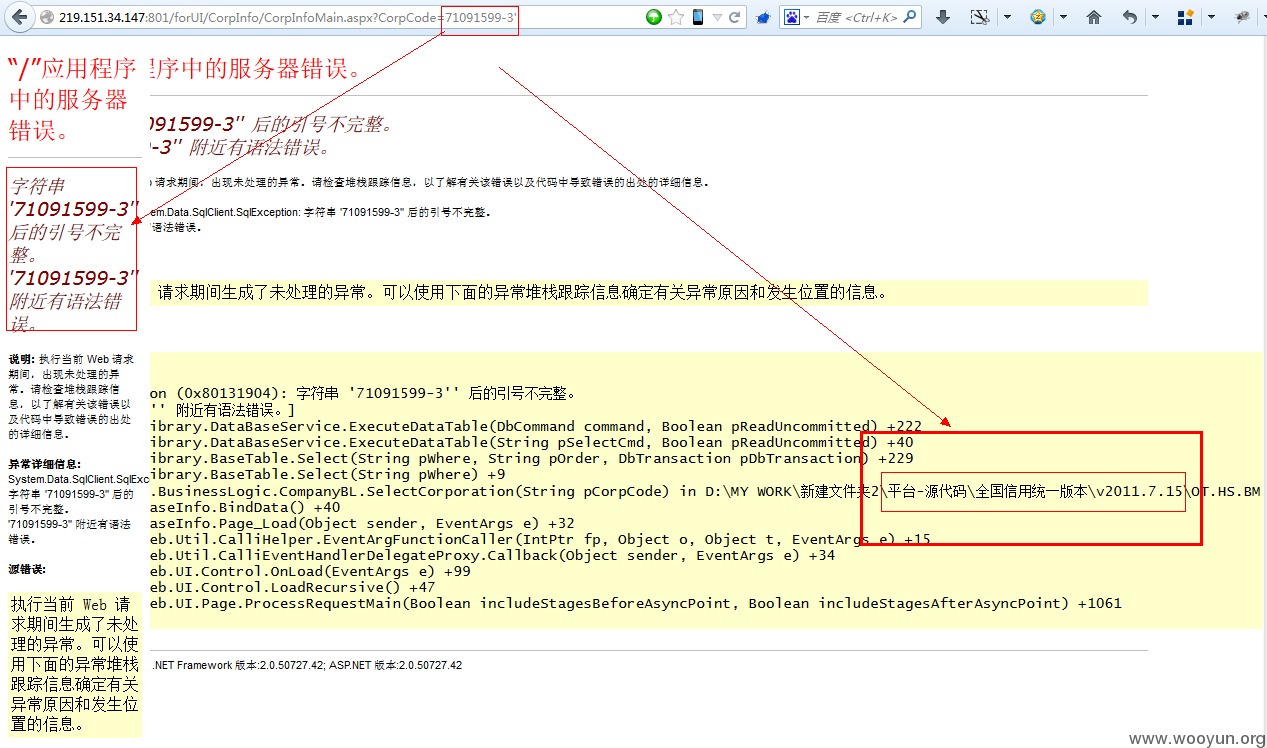 219.151.34.147:801/forUI/CorpInfo/CorpInfoMain.aspx?CorpCode=71091599-3'
百度 <Ctrl+K>
“/”应用程序
中的服务器
错误。
程序中的服务器错误。
字符串
'71091599-3''
后的引号不完
整。
'71091599-3''
附近有语法错
误。
091599-3'' 后的引号不完整。
-3'' 附近有语法错误。
说明: 执行当前 Web 请求
期间，出现未处理的异
常。请检查堆栈跟踪信
息，以了解有关该错误以
及代码中导致错误的出处
的详细信息。
请求期间，出现未处理的异常。请检查堆栈跟踪信息，以了解有关该错误以及代码中导致错误的出处的详细信息。
异常详细信息:
System.Data.SqlClient.SqlExc
字符串 '71091599-3'' 后的
引号不完整。
'71091599-3'' 附近有语法
错误。
em.Data.SqlClient.SqlException: 字符串 '71091599-3'' 后的引号不完整。
语法错误。
源错误:
执行当前 Web 请
求期间生成了未处
理的异常。可以使
用下面的异常堆栈
跟踪信息确定有关
异常原因和发生位
置的信息。
请求期间生成了未处理的异常。可以使用下面的异常堆栈跟踪信息确定有关异常原因和发生位置的信息。
on (0x80131904): 字符串 '71091599-3'' 后的引号不完整。
'' 附近有语法错误。]
ibrary.DataBaseService.ExecuteDataTable(DbCommand command, Boolean pReadUncommitted) +222
ibrary.DataBaseService.ExecuteDataTable(String pSelectCmd, Boolean pReadUncommitted) +40
ibrary.BaseTable.Select(String pWhere, String pOrder, DbTransaction pDbTransaction) +229
ibrary.BaseTable.Select(String pWhere) +9
.BusinessLogic.CompanyBL.SelectCorporation(String pCorpCode) in D:\MY WORK\新建文件夹2\平台-源代码\全国信用统一版本\v2011.7.15\OT.HS.BM
aseInfo.BindData() +40
aseInfo.Page_Load(Object sender, EventArgs e) +32
eb.Util.CalliHelper.EventArgFunctionCaller(IntPtr fp, Object o, Object t, EventArgs e) +15
eb.Util.CalliEventHandlerDelegateProxy.Callback(Object sender, EventArgs e) +34
eb.UI.Control.OnLoad(EventArgs e) +99
eb.UI.Control.LoadRecursive() +47
eb.UI.Page.ProcessRequestMain(Boolean includeStagesBeforeAsyncPoint, Boolean includeStagesAfterAsyncPoint) +1061
.NET Framework 版本:2.0.50727.42; ASP.NET 版本:2.0.50727.42
www.wooyun.org